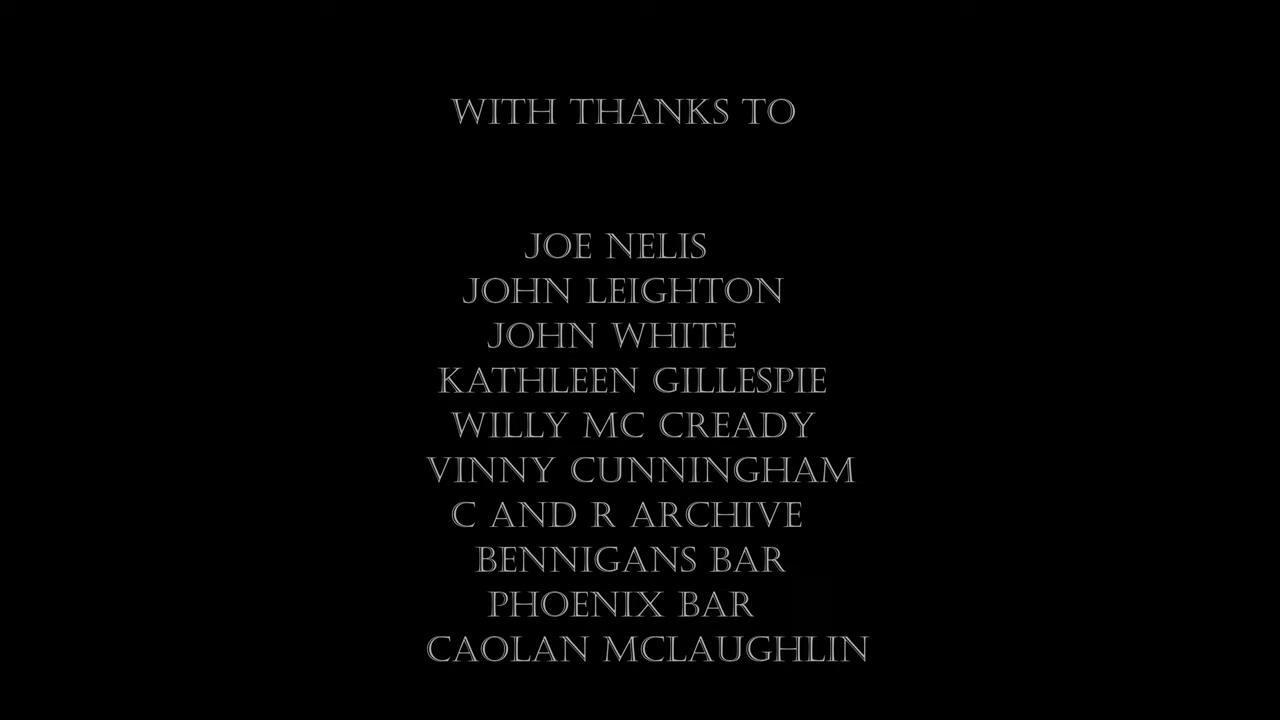 WITH THANKS TO
JOE NELIS
JOHN LEIGHTON
JOHN WHITE
KATHLEEN GILLESPIE
WILLY MC CREADY
VINNY CUNNINGHAM
C AND R ARCHIVE
BENNIGANS BAR
PHOENIX BAR
CAOLAN MCLAUGHLIN